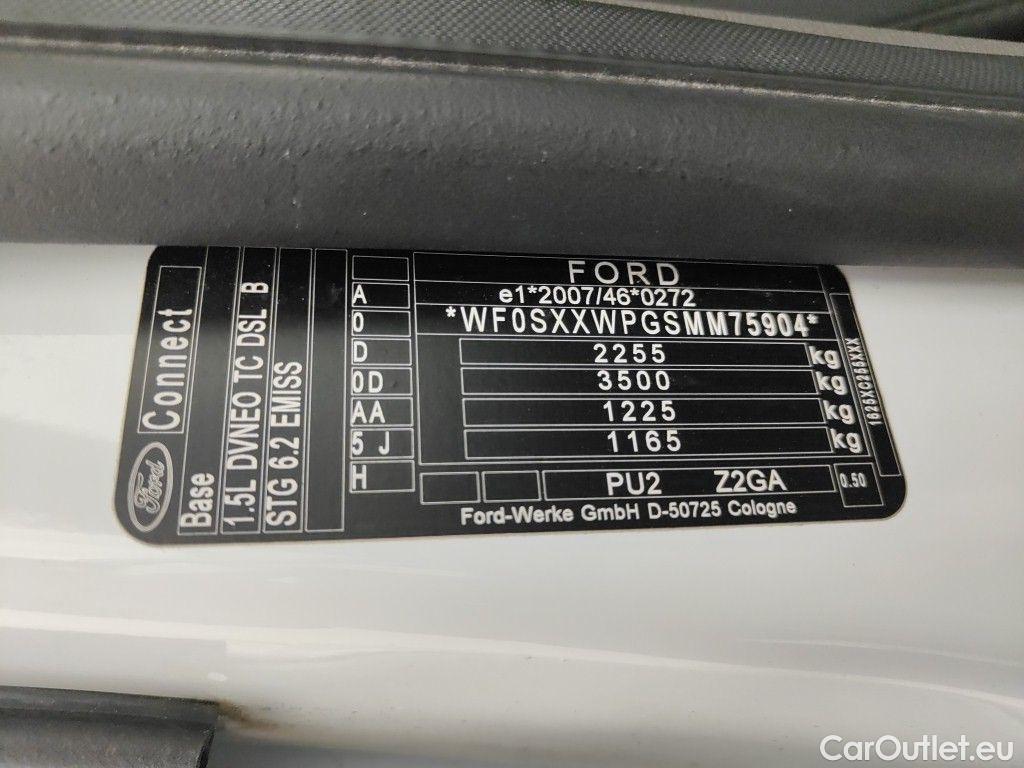 FORD
e1*2007/46*0272
*WF0SXXWPGSMM75904*
2255 kg
3500 kg
1225 kg
1165 kg
PU2 Z2GA
0.50
Ford-Werke GmbH D-50725 Cologne
A
0
D
0D
AA
5 J
H
Ford
Connect
Base
1.5L DVNEO TC DSL B
STG 6.2 EMISS
CarOutlet.eu